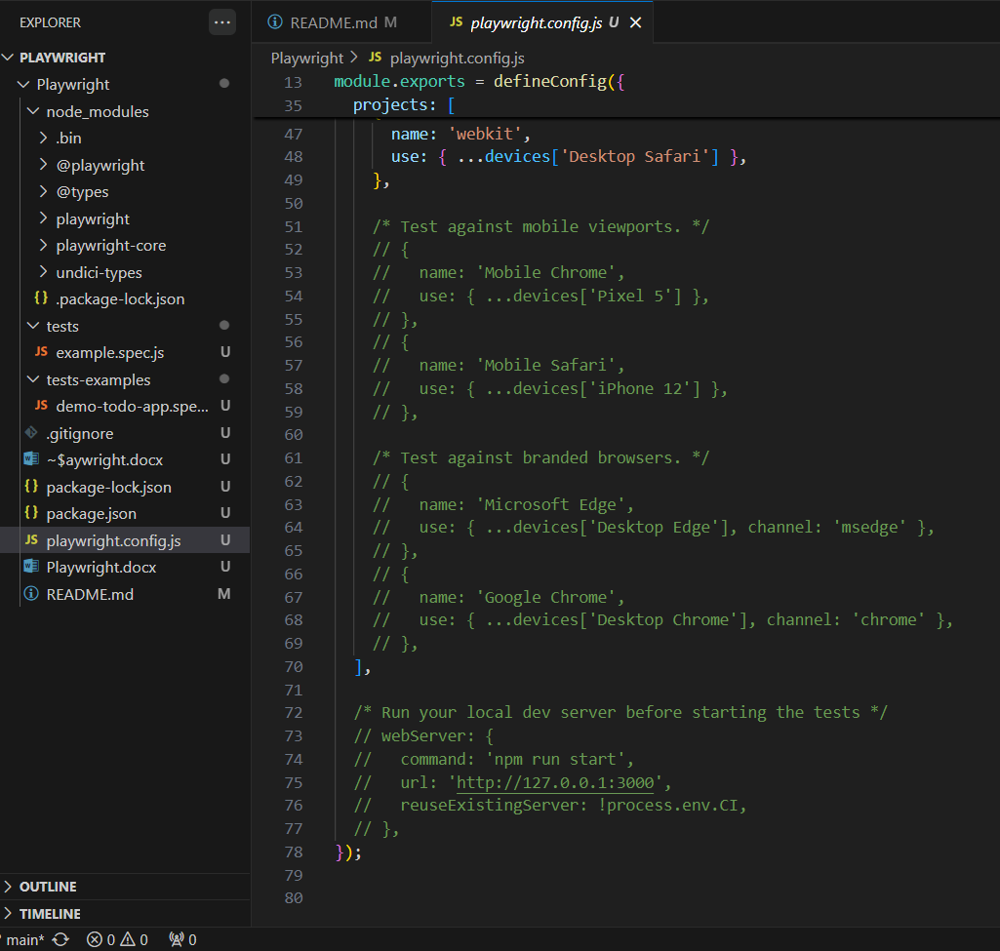 EXPLORER
PLAYWRIGHT
Playwright
node_modules
.bin
@playwright
@types
playwright
playwright-core
undici-types
{} .package-lock.json
tests
JS example.spec.js U
tests-examples
JS demo-todo-app.spe... U
.gitignore U
~$aywright.docx U
{} package-lock.json U
{} package.json U
JS playwright.config.js U
Playwright.docx U
README.md M
OUTLINE
TIMELINE
README.md M
JS playwright.config.js U
Playwright > JS playwright.config.js
13 module.exports = defineConfig({
35 projects: [
47 name: 'webkit',
48 use: { ...devices['Desktop Safari'] },
49 },
50
51 /* Test against mobile viewports. */
52 // {
53 //   name: 'Mobile Chrome',
54 //   use: { ...devices['Pixel 5'] },
55 // },
56 // {
57 //   name: 'Mobile Safari',
58 //   use: { ...devices['iPhone 12'] },
59 // },
60
61 /* Test against branded browsers. */
62 // {
63 //   name: 'Microsoft Edge',
64 //   use: { ...devices['Desktop Edge'], channel: 'msedge' },
65 // },
66 // {
67 //   name: 'Google Chrome',
68 //   use: { ...devices['Desktop Chrome'], channel: 'chrome' },
69 // },
70 ],
71
72 /* Run your local dev server before starting the tests */
73 // webServer: {
74 //   command: 'npm run start',
75 //   url: 'http://127.0.0.1:3000',
76 //   reuseExistingServer: !process.env.CI,
77 // },
78 });
79
80
main* 0 0 0